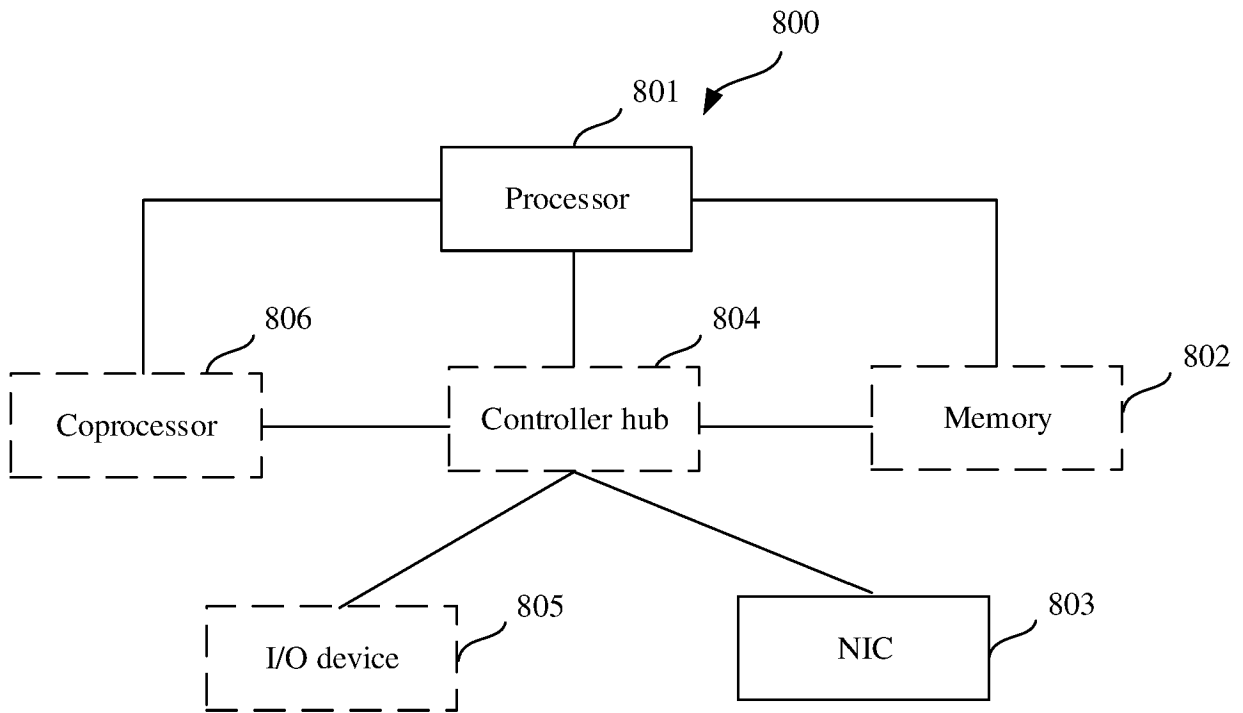 800
801
Processor
806
804
802
Coprocessor
Controller hub
Memory
805
803
I/O device
NIC